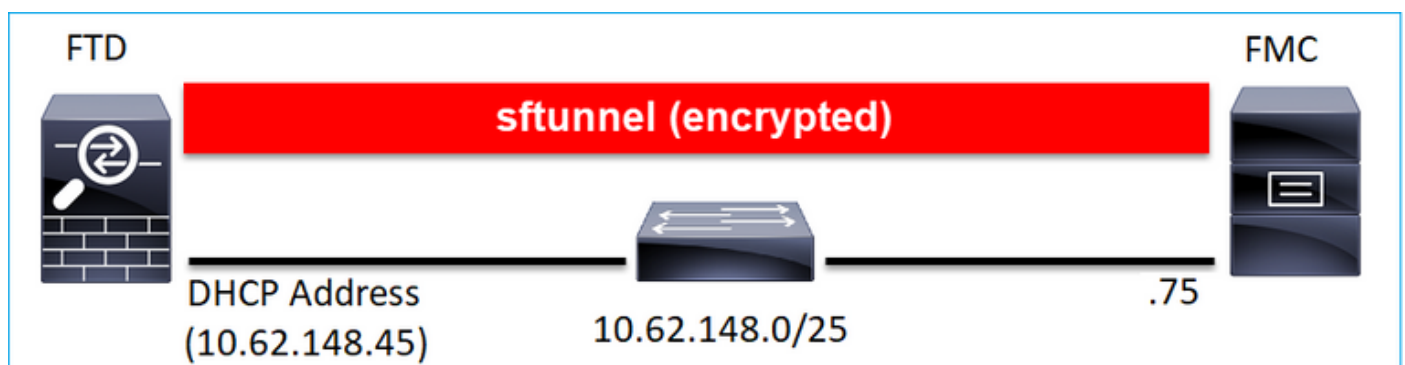 FTD
FMC
sftunnel (encrypted)
DHCP Address
(10.62.148.45)
10.62.148.0/25
.75